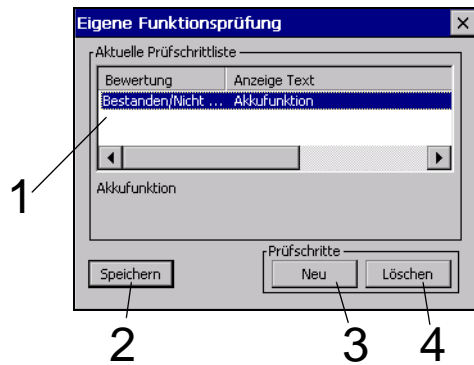 Eigene Funktionsprüfung
Aktuelle Prüfschrittliste
Bewertung Anzeige Text
Bestanden/Nicht ... Akkufunktion
1
Akkufunktion
Prüfschritte
Speichern Neu Löschen
2 3 4